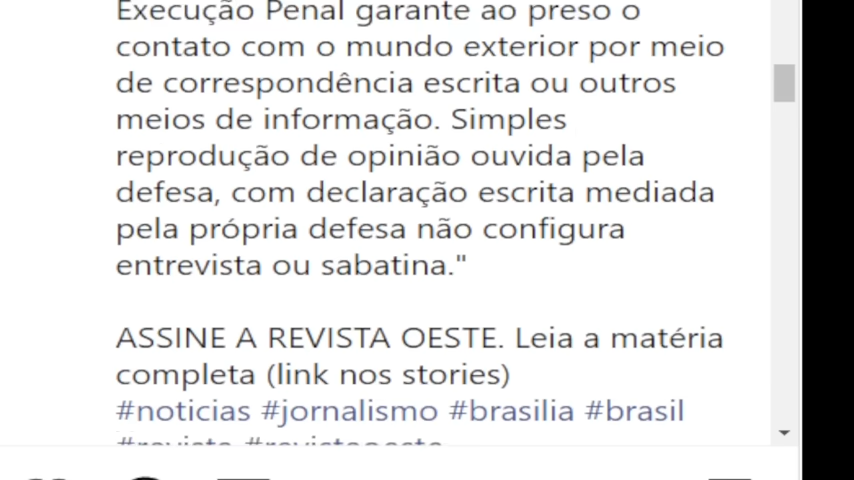 Execução Penal garante ao preso o
contato com o mundo exterior por meio
de correspondência escrita ou outros
meios de informação. Simples
reprodução de opinião ouvida pela
defesa, com declaração escrita mediada
pela própria defesa não configura
entrevista ou sabatina."
ASSINE A REVISTA OESTE. Leia a matéria
completa (link nos stories)
#noticias #jornalismo #brasilia #brasil
#revista #revistaoeste